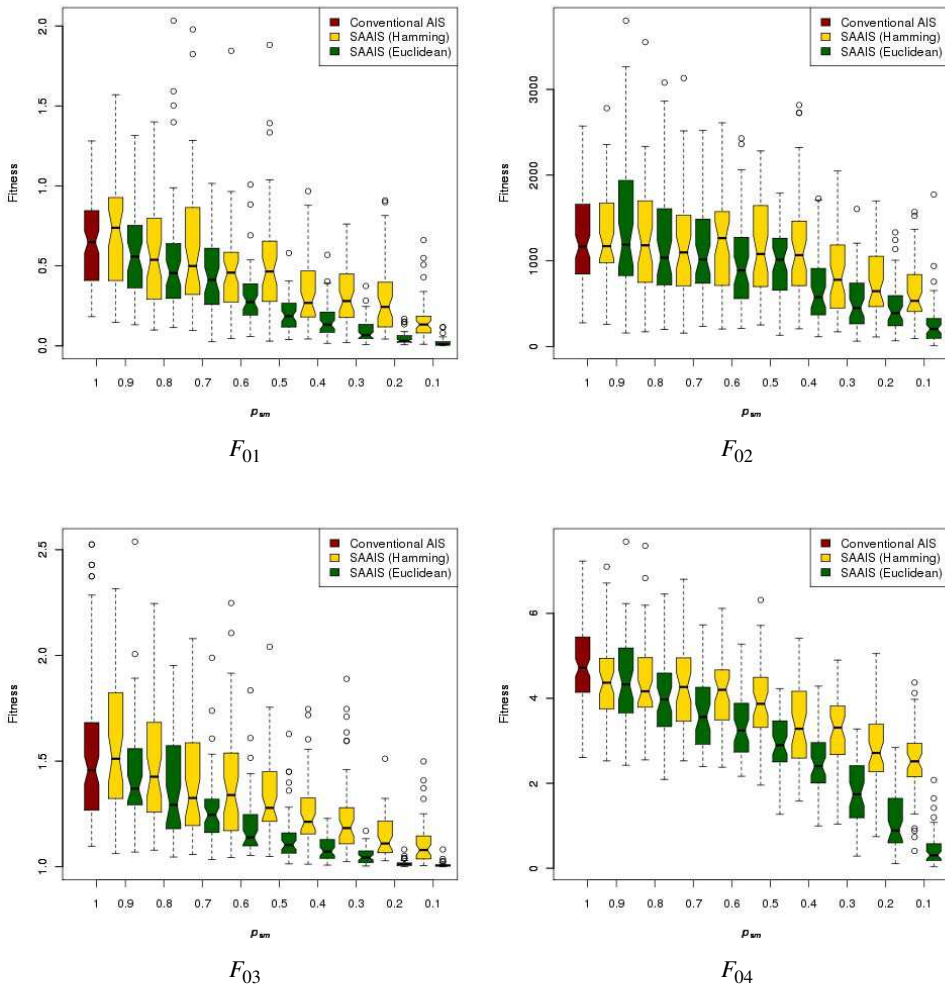 Conventional AIS
SAAIS (Hamming)
SAAIS (Euclidean)
Fitness
2.0
1.5
1.0
0.5
0.0
1 0.9 0.8 0.7 0.6 0.5 0.4 0.3 0.2 0.1
psm
F01
Conventional AIS
SAAIS (Hamming)
SAAIS (Euclidean)
Fitness
3000
2000
1000
0
1 0.9 0.8 0.7 0.6 0.5 0.4 0.3 0.2 0.1
psm
F02
Conventional AIS
SAAIS (Hamming)
SAAIS (Euclidean)
Fitness
2.5
2.0
1.5
1.0
1 0.9 0.8 0.7 0.6 0.5 0.4 0.3 0.2 0.1
psm
F03
Conventional AIS
SAAIS (Hamming)
SAAIS (Euclidean)
Fitness
6
4
2
0
1 0.9 0.8 0.7 0.6 0.5 0.4 0.3 0.2 0.1
psm
F04